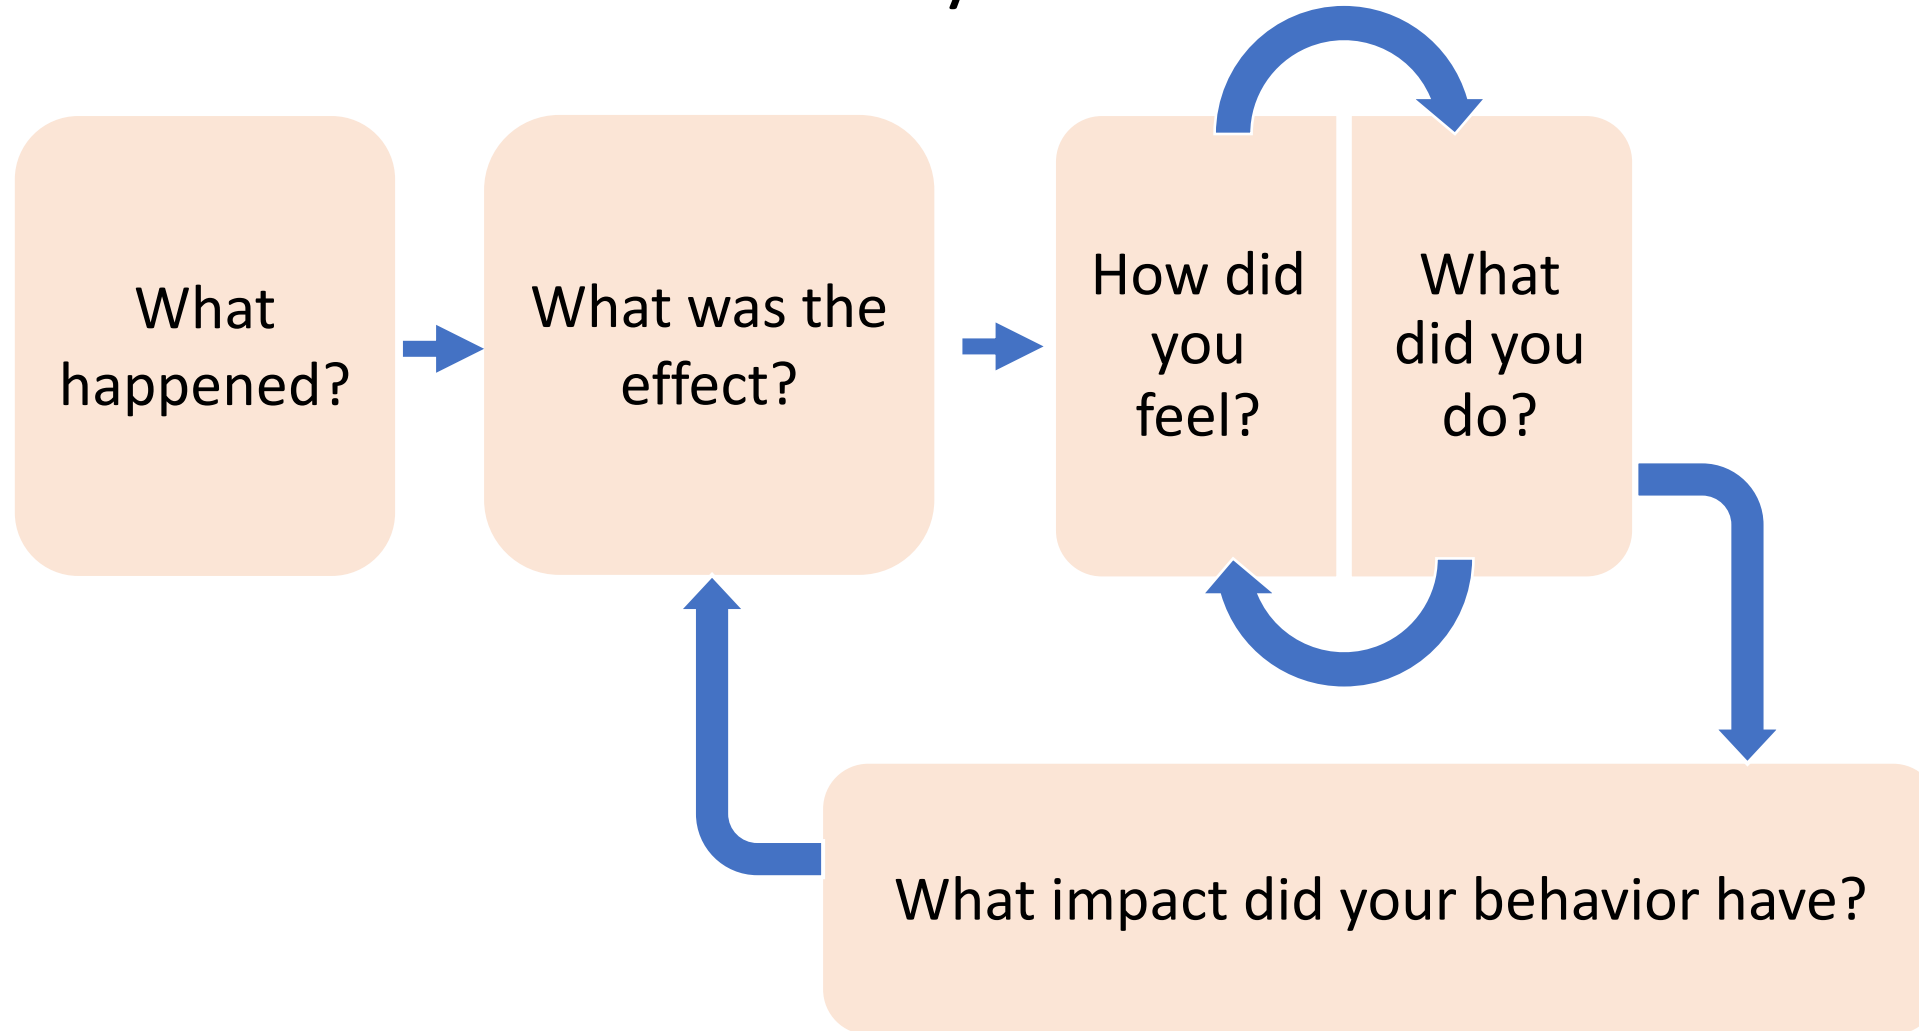 What
happened?
What was the
effect?
How did
you
feel?
What
did you
do?
What impact did your behavior have?